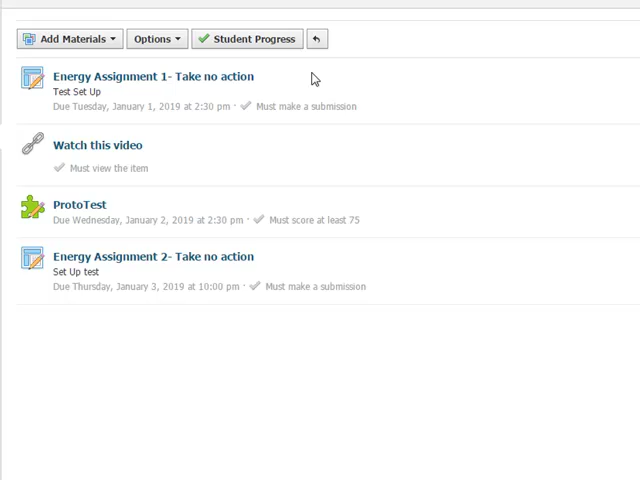 Add Materials Options Student Progress
Energy Assignment 1- Take no action
Test Set Up
Due Tuesday, January 1, 2019 at 2:30 pm · Must make a submission
Watch this video
Must view the item
ProtoTest
Due Wednesday, January 2, 2019 at 2:30 pm · Must score at least 75
Energy Assignment 2- Take no action
Set Up test
Due Thursday, January 3, 2019 at 10:00 pm · Must make a submission